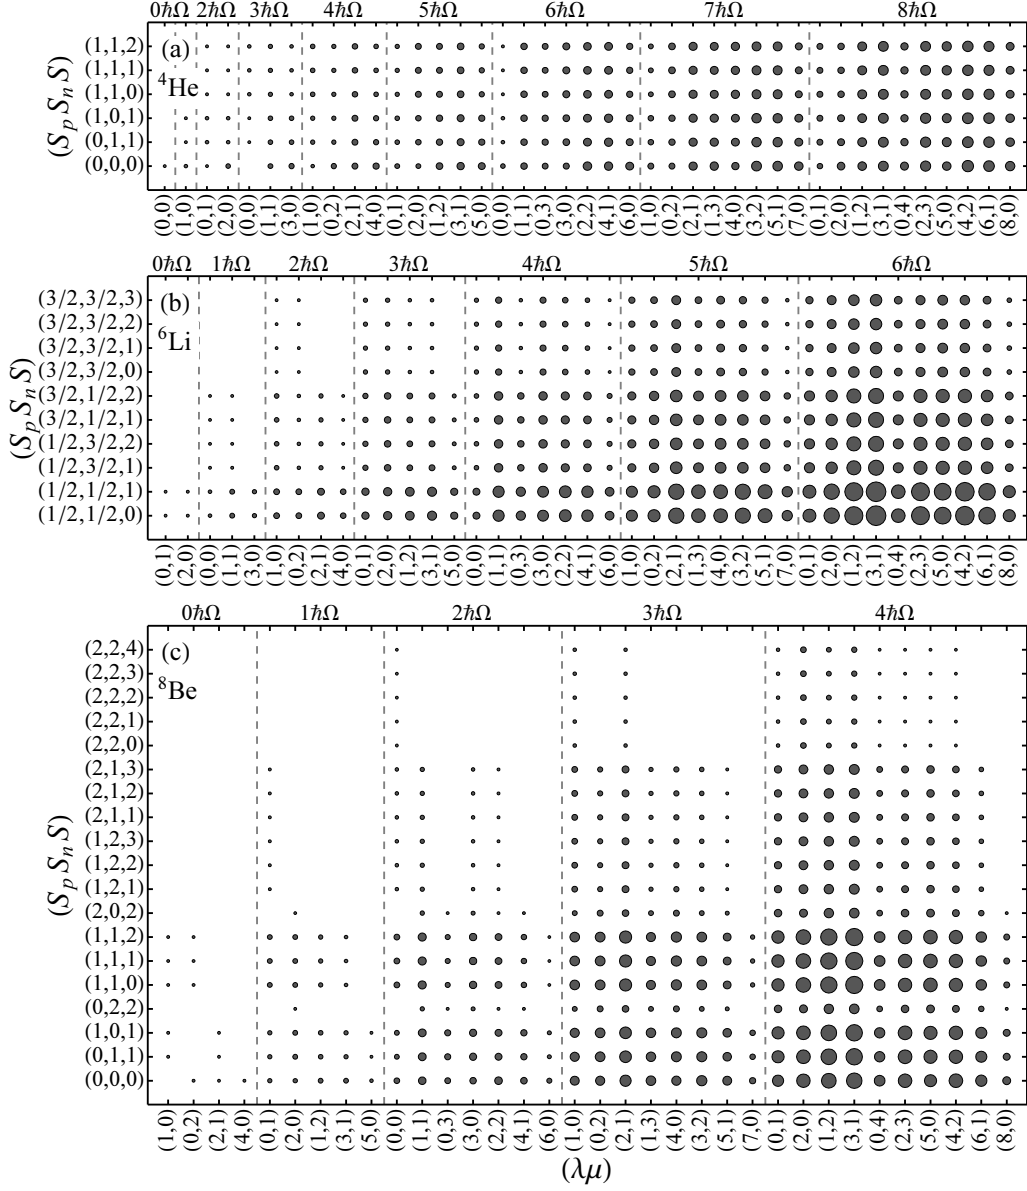 0ħΩ 2ħΩ 3ħΩ 4ħΩ 5ħΩ 6ħΩ 7ħΩ 8ħΩ
(a)
⁴He
(S_p S_n S)
(1,1,2)
(1,1,1)
(1,1,0)
(1,0,1)
(0,1,1)
(0,0,0)
(0,0) (1,0) (0,1) (2,0) (0,0) (1,1) (3,0) (1,0) (0,2) (2,1) (4,0) (0,1) (2,0) (1,2) (3,1) (5,0) (0,0) (1,1) (0,3) (3,0) (2,2) (4,1) (6,0) (1,0) (0,2) (2,1) (1,3) (4,0) (3,2) (5,1) (7,0) (0,1) (2,0) (1,2) (3,1) (0,4) (2,3) (5,0) (4,2) (6,1) (8,0)
0ħΩ 1ħΩ 2ħΩ 3ħΩ 4ħΩ 5ħΩ 6ħΩ
(b)
⁶Li
(S_p S_n S)
(3/2,3/2,3)
(3/2,3/2,2)
(3/2,3/2,1)
(3/2,3/2,0)
(3/2,1/2,2)
(3/2,1/2,1)
(1/2,3/2,2)
(1/2,3/2,1)
(1/2,1/2,1)
(1/2,1/2,0)
(0,1) (2,0) (0,0) (1,1) (3,0) (1,0) (0,2) (2,1) (4,0) (0,1) (2,0) (1,2) (3,1) (5,0) (0,0) (1,1) (0,3) (3,0) (2,2) (4,1) (6,0) (1,0) (0,2) (2,1) (1,3) (4,0) (3,2) (5,1) (7,0) (0,1) (2,0) (1,2) (3,1) (0,4) (2,3) (5,0) (4,2) (6,1) (8,0)
0ħΩ 1ħΩ 2ħΩ 3ħΩ 4ħΩ
(c)
⁸Be
(S_p S_n S)
(2,2,4)
(2,2,3)
(2,2,2)
(2,2,1)
(2,2,0)
(2,1,3)
(2,1,2)
(2,1,1)
(1,2,3)
(1,2,2)
(1,2,1)
(2,0,2)
(1,1,2)
(1,1,1)
(1,1,0)
(0,2,2)
(1,0,1)
(0,1,1)
(0,0,0)
(1,0) (0,2) (2,1) (4,0) (0,1) (2,0) (1,2) (3,1) (5,0) (0,0) (1,1) (0,3) (3,0) (2,2) (4,1) (6,0) (1,0) (0,2) (2,1) (1,3) (4,0) (3,2) (5,1) (7,0) (0,1) (2,0) (1,2) (3,1) (0,4) (2,3) (5,0) (4,2) (6,1) (8,0)
(λμ)